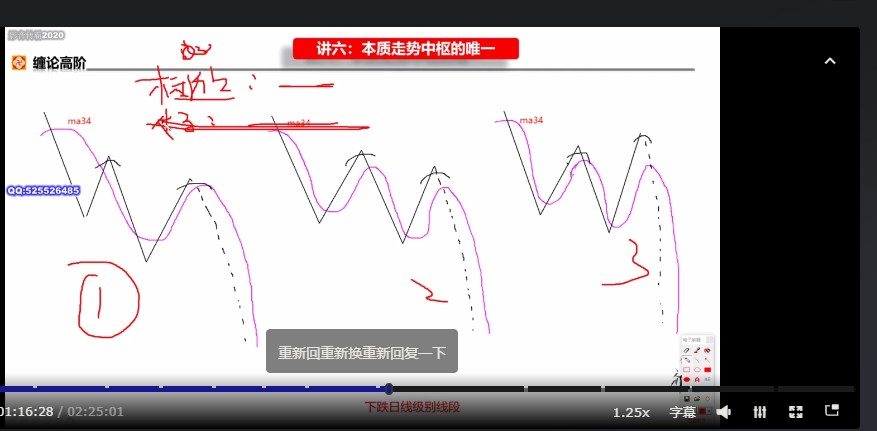 2020
讲六：本质走势中枢的唯一
缠论高阶
ma34
ma34
ma34
QQ:525526485
1
2
3
重新回重新换重新回复一下
01:16:28 / 02:25:01
下跌日线级别线段
1.25x
字幕